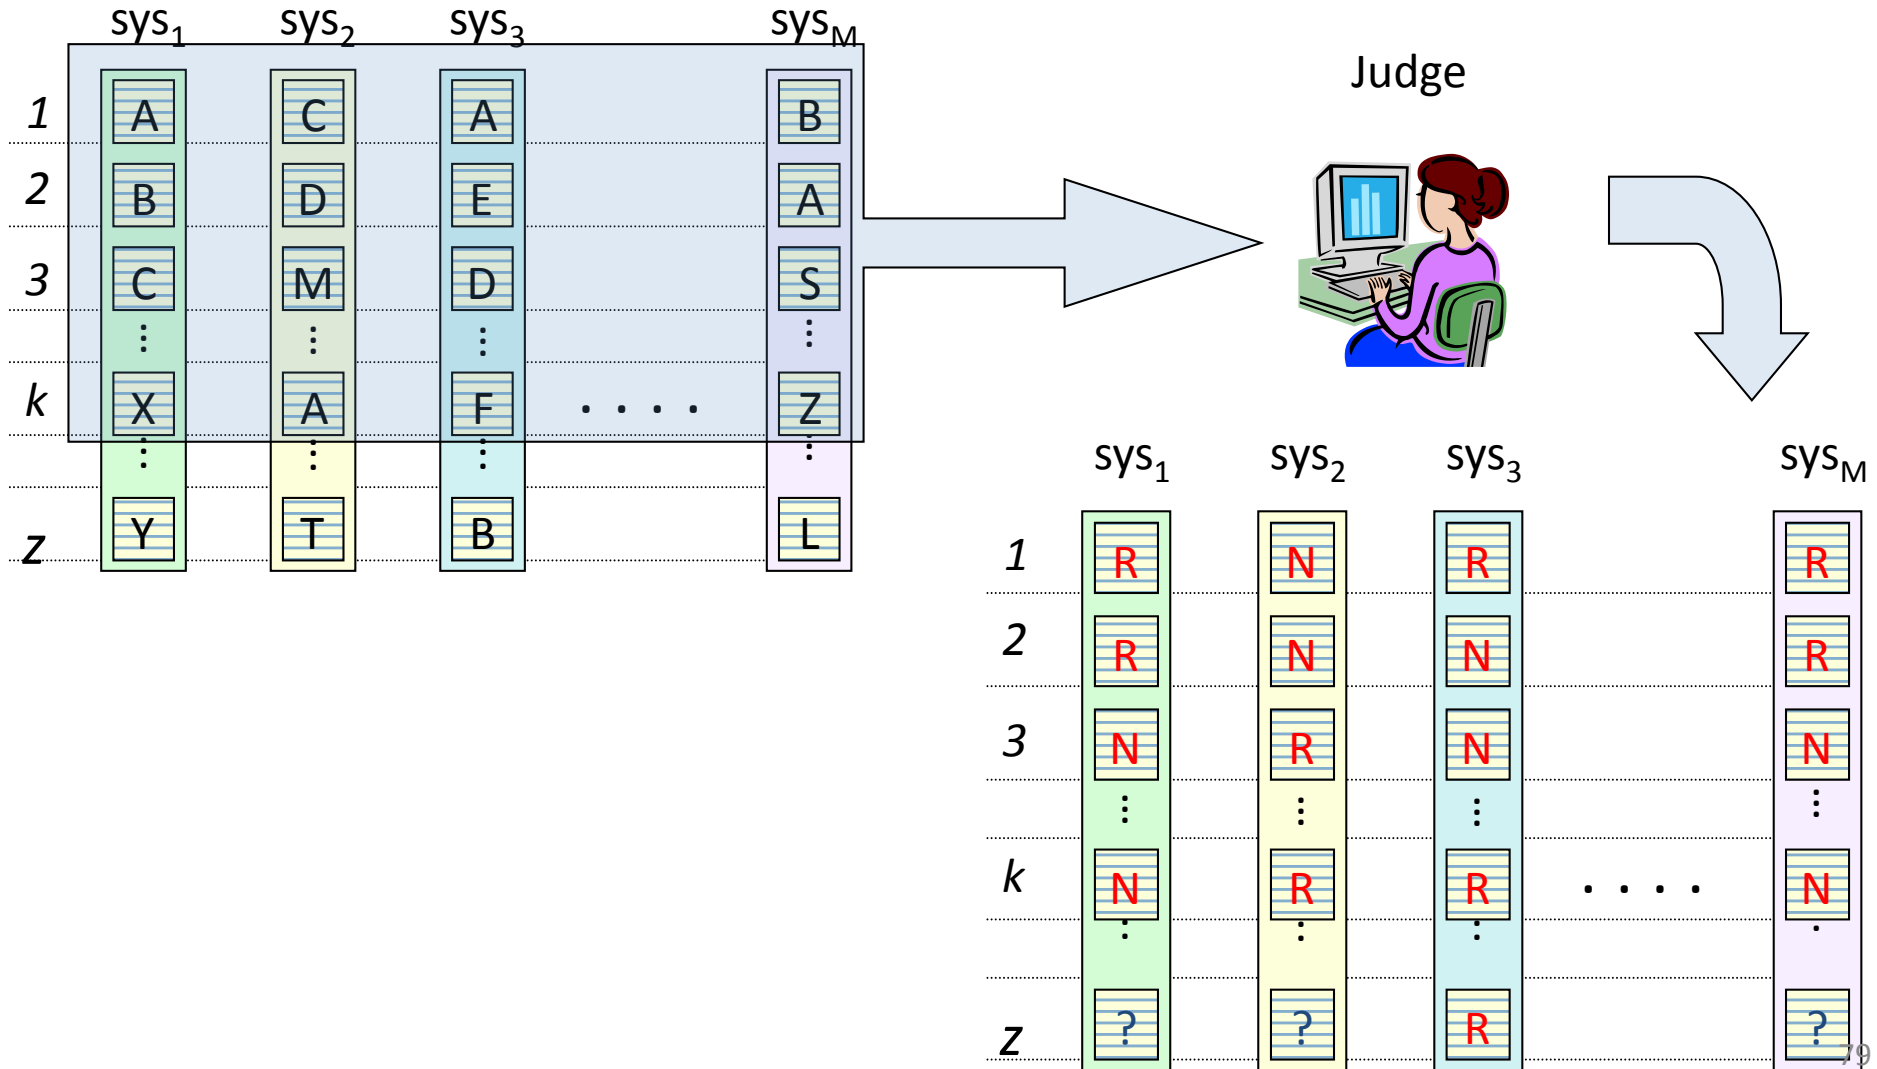 sys1 sys2 sys3 sysM
1 A C A B
2 B D E A
3 C M D S
⋮ ⋮ ⋮ ⋮
k X A F . . . . Z
⋮ ⋮ ⋮ ⋮
z Y T B L
Judge
sys1 sys2 sys3 sysM
1 R N R R
2 R N N R
3 N R N N
⋮ ⋮ ⋮ ⋮
k N R R . . . . N
⋮ ⋮ ⋮ ⋮
z ? ? R ?
79